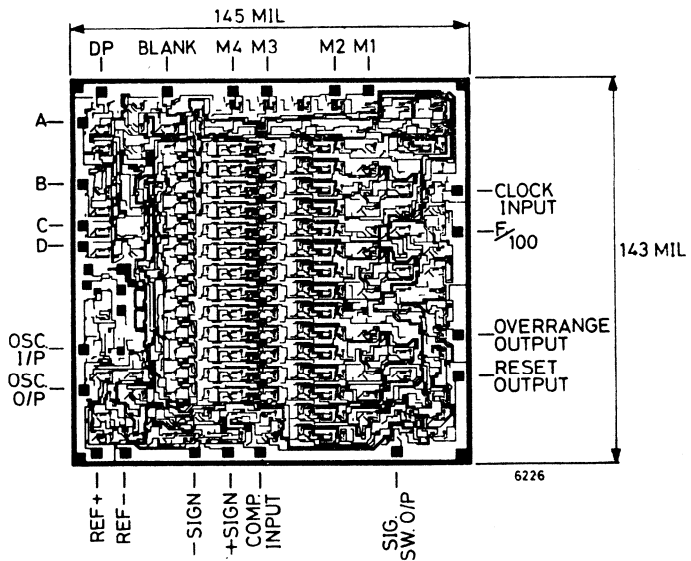 145 MIL
DP BLANK M4 M3 M2 M1
A
B
C
D
OSC
1/P
OSC
O/P
CLOCK
INPUT
F/100
143 MIL
OVERRANGE
OUTPUT
RESET
OUTPUT
6226
REF+
REF-
-SIGN
+SIGN
COMP.
INPUT
SIG.
SW. O/P